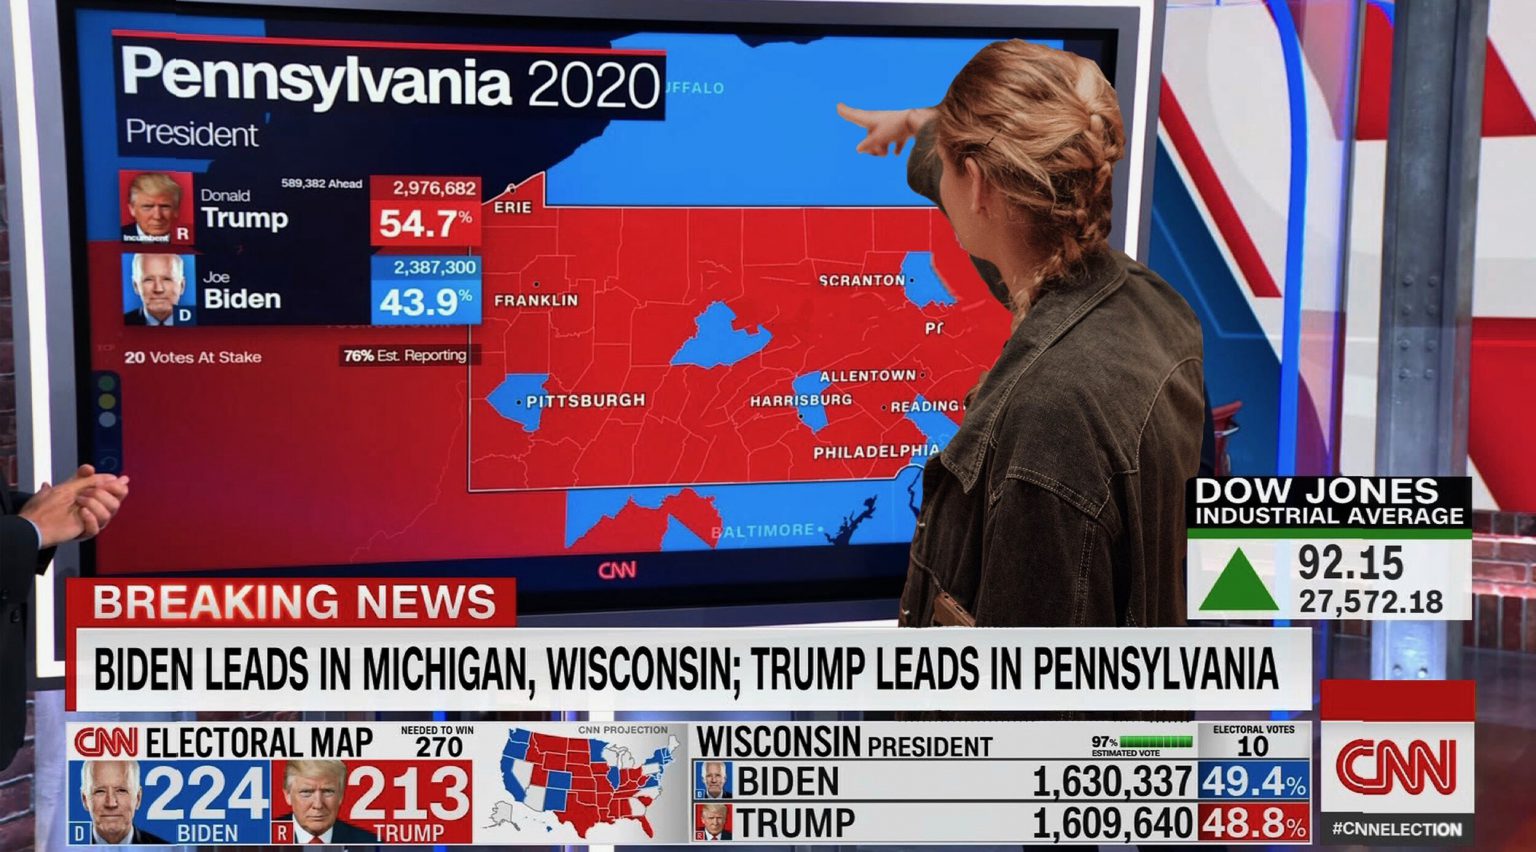 Pennsylvania 2020
President
589,382 Ahead
Donald
Trump
Incumbent R
2,976,682
54.7%
Joe
Biden
D
2,387,300
43.9%
20 Votes At Stake
76% Est. Reporting
UFFALO
ERIE
FRANKLIN
SCRANTON
ALLENTOWN
PITTSBURGH
HARRISBURG
READING
PHILADELPHIA
BALTIMORE
CNN
DOW JONES
INDUSTRIAL AVERAGE
92.15
27,572.18
BREAKING NEWS
BIDEN LEADS IN MICHIGAN, WISCONSIN; TRUMP LEADS IN PENNSYLVANIA
CNN ELECTORAL MAP
NEEDED TO WIN
270
D 224
BIDEN
R 213
TRUMP
CNN PROJECTION
WISCONSIN PRESIDENT
97%
ESTIMATED VOTE
ELECTORAL VOTES
10
BIDEN 1,630,337 49.4%
TRUMP 1,609,640 48.8%
CNN
#CNNELECTION